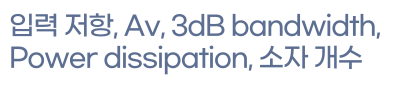 입력 저항, Av, 3dB bandwidth,
Power dissipation, 소자 개수